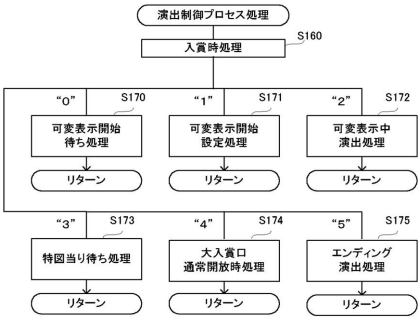 演出制御プロセス処理
S160
入賞時処理
“0”
S170
“1”
S171
“2”
S172
可変表示開始
待ち処理
可変表示開始
設定処理
可変表示中
演出処理
リターン
リターン
リターン
“3”
S173
“4”
S174
“5”
S175
特図当り待ち処理
大入賞口
通常開放時処理
エンディング
演出処理
リターン
リターン
リターン